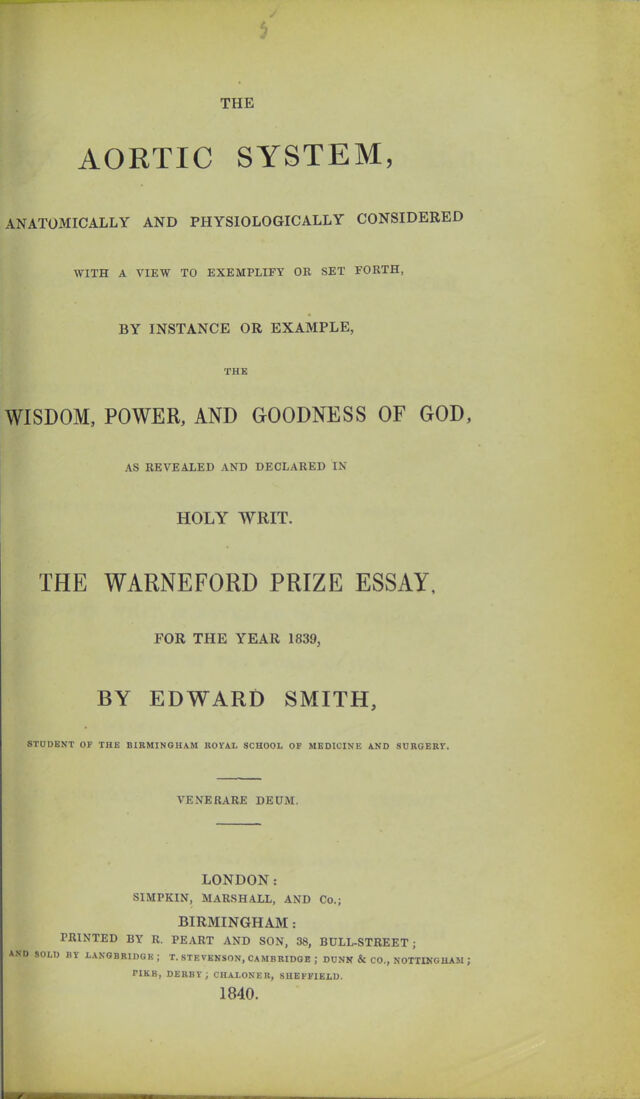 5
THE
AORTIC SYSTEM,
ANATOMICALLY AND PHYSIOLOGICALLY CONSIDERED
WITH A VIEW TO EXEMPLIFY OR SET FORTH,
BY INSTANCE OR EXAMPLE,
THE
WISDOM, POWER, AND GOODNESS OF GOD,
AS REVEALED AND DECLARED IN
HOLY WRIT.
THE WARNEFORD PRIZE ESSAY,
FOR THE YEAR 1839,
BY EDWARD SMITH,
STUDENT OF THE BIRMINGHAM ROYAL SCHOOL OF MEDICINE AND SURGERY.
VENERARE DEUM.
LONDON:
SIMPKIN, MARSHALL, AND Co.;
BIRMINGHAM:
PRINTED BY R. PEART AND SON, 38, BULL-STREET;
AND SOLD BY LANGBRIDGE; T. STEVENSON, CAMBRIDGE; DUNN & CO., NOTTINGHAM;
PIKE, DERBY; CHALONER, SHEFFIELD.
1840.